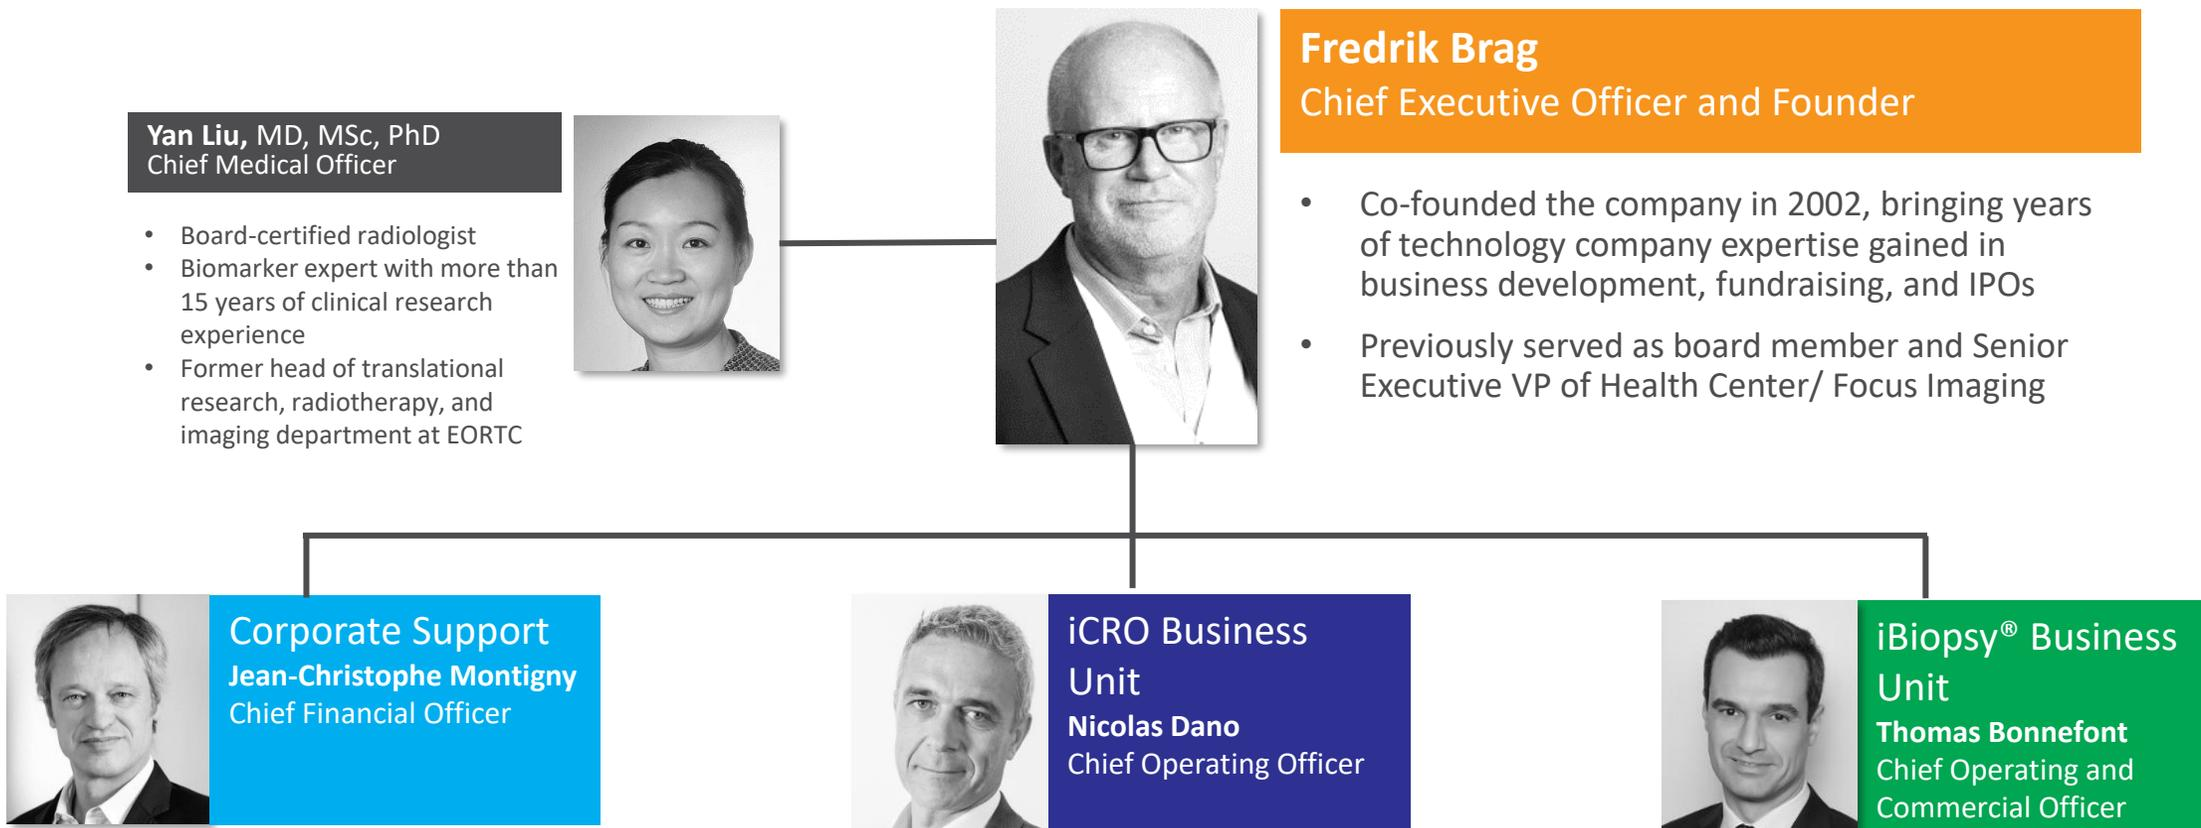 Fredrik Brag
Chief Executive Officer and Founder
• Co-founded the company in 2002, bringing years
of technology company expertise gained in
business development, fundraising, and IPOs
• Previously served as board member and Senior
Executive VP of Health Center/ Focus Imaging
Yan Liu, MD, MSc, PhD
Chief Medical Officer
• Board-certified radiologist
• Biomarker expert with more than
15 years of clinical research
experience
• Former head of translational
research, radiotherapy, and
imaging department at EORTC
Corporate Support
Jean-Christophe Montigny
Chief Financial Officer
iCRO Business
Unit
Nicolas Dano
Chief Operating Officer
iBiopsy® Business
Unit
Thomas Bonnefont
Chief Operating and
Commercial Officer